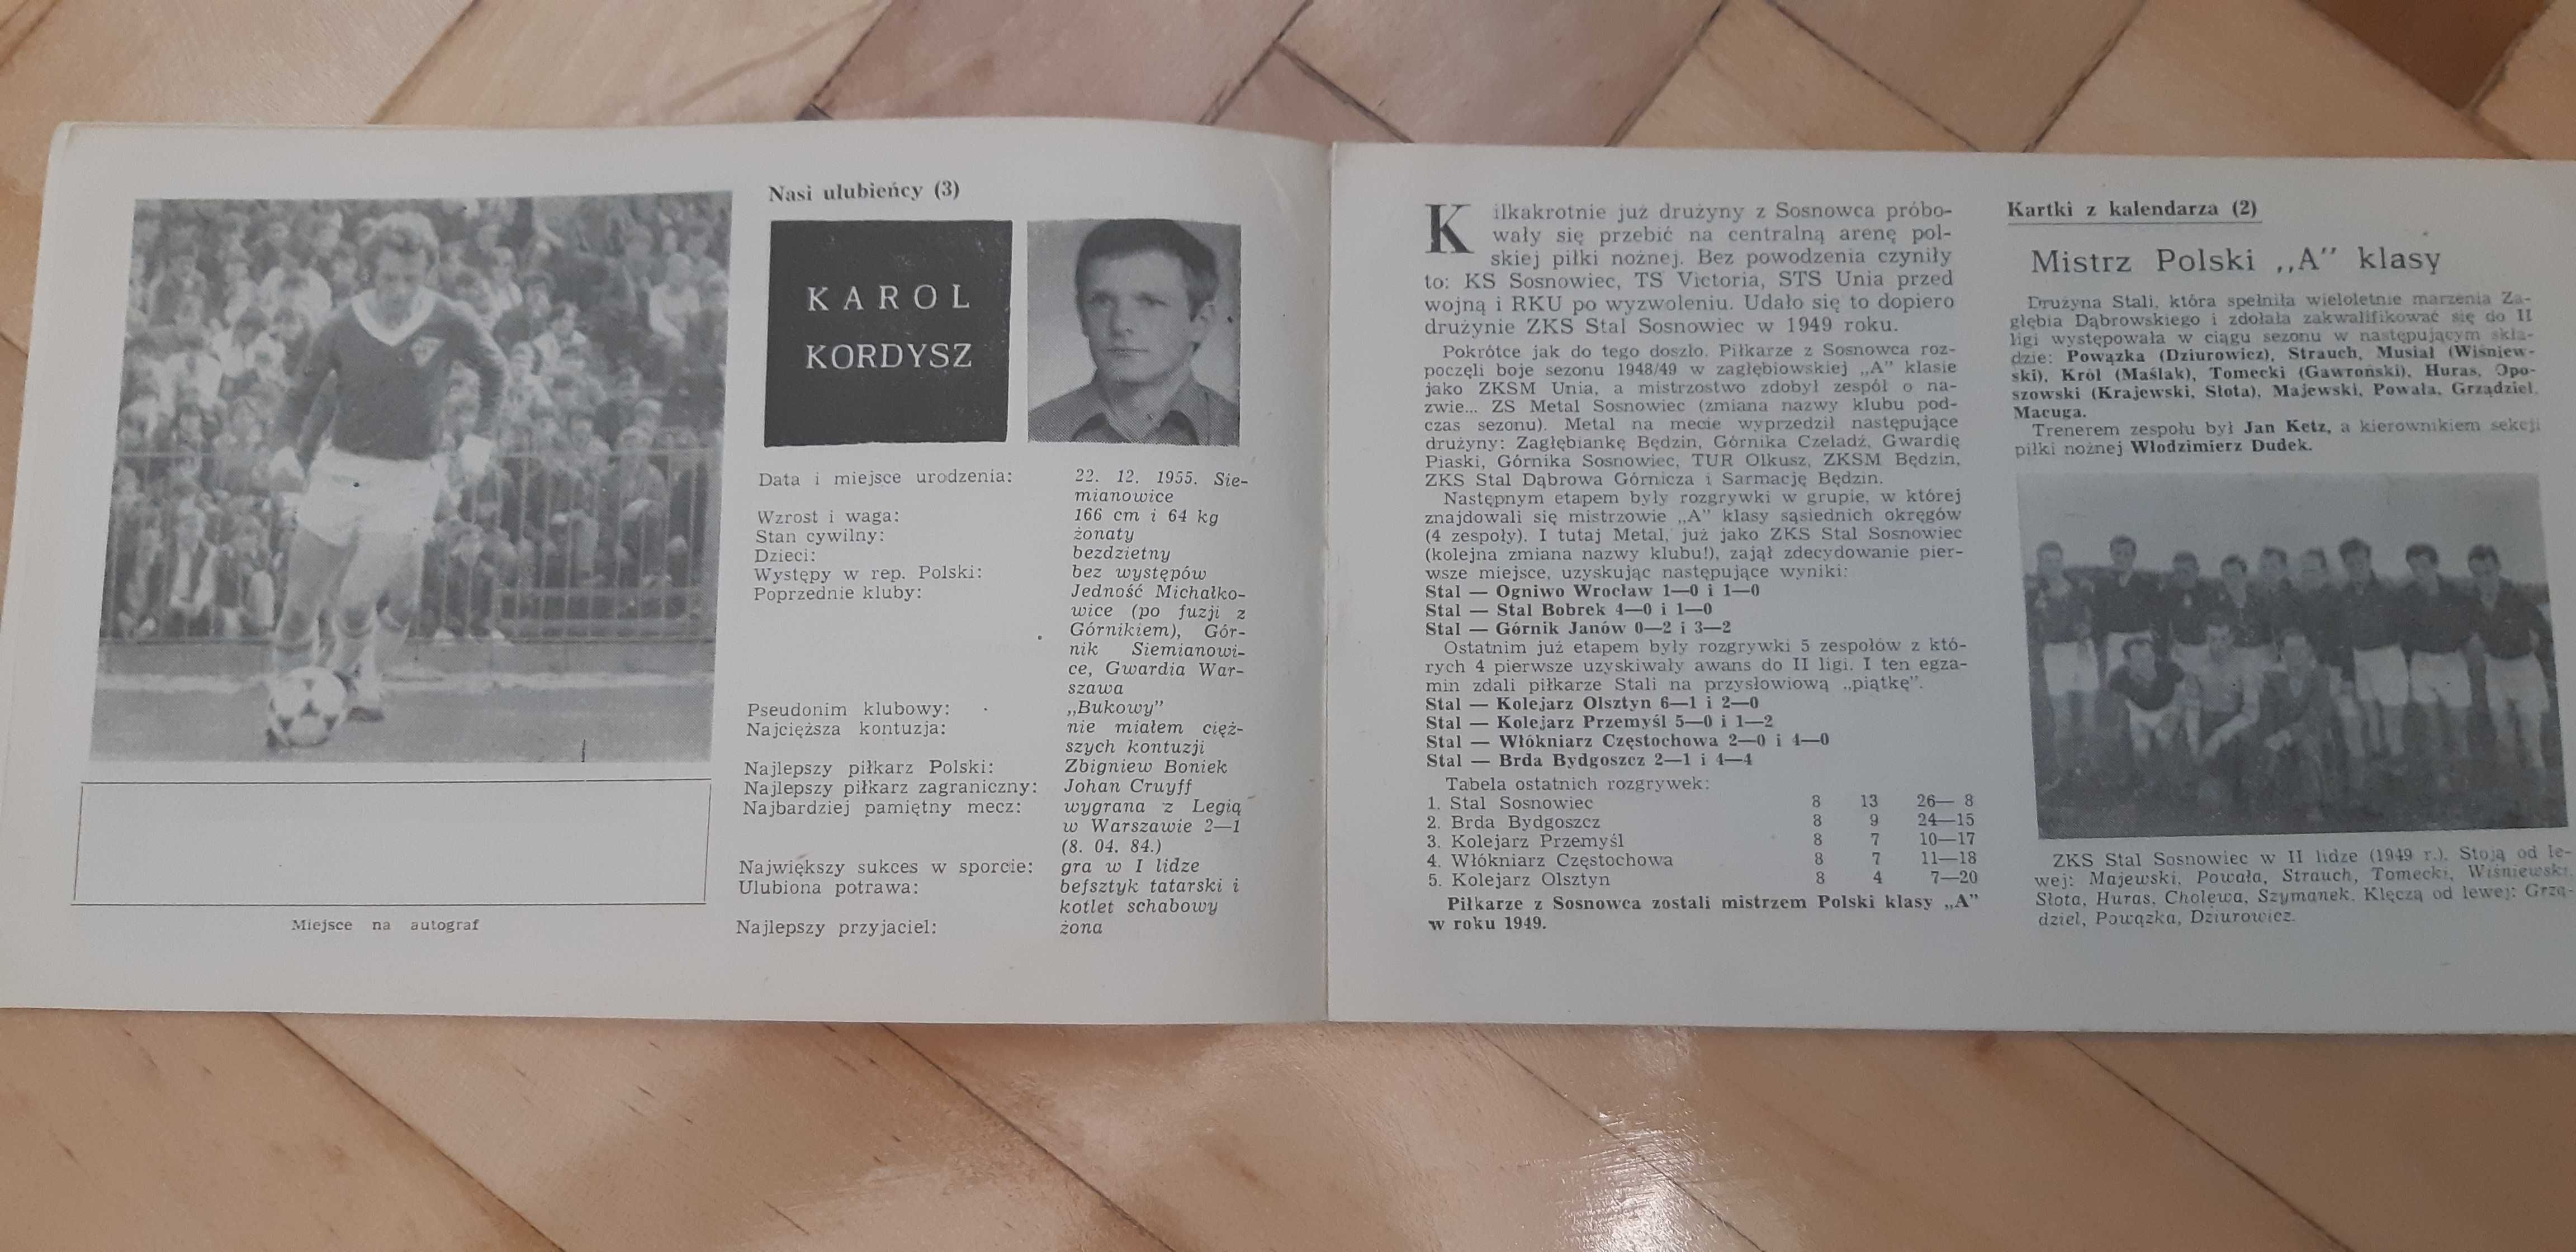 Nasi ulubieńcy (3)
KAROL
KORDYSZ
Data i miejsce urodzenia: 22. 12. 1955. Sie-
mianowice
Wzrost i waga: 166 cm i 64 kg
Stan cywilny: żonaty
Dzieci: bezdzietny
Występy w rep. Polski: bez występów
Poprzednie kluby: Jedność Michałko-
wice (po fuzji z
Górnikiem), Gór-
nik Siemianowi-
ce, Gwardia War-
szawa
Pseudonim klubowy: „Bukowy”
Najcięższa kontuzja: nie miałem cięż-
szych kontuzji
Najlepszy piłkarz Polski: Zbigniew Boniek
Najlepszy piłkarz zagraniczny: Johan Cruyff
Najbardziej pamiętny mecz: wygrana z Legią
w Warszawie 2—1
(8. 04. 84.)
Największy sukces w sporcie: gra w I lidze
Ulubiona potrawa: befsztyk tatarski i
kotlet schabowy
Najlepszy przyjaciel: żona
Miejsce na autograf
Kilkakrotnie już drużyny z Sosnowca próbo-
wały się przebić na centralną arenę pol-
skiej piłki nożnej. Bez powodzenia czyniły
to: KS Sosnowiec, TS Victoria, STS Unia przed
wojną i RKU po wyzwoleniu. Udało się to dopiero
drużynie ZKS Stal Sosnowiec w 1949 roku.
Pokrótce jak do tego doszło. Piłkarze z Sosnowca roz-
poczęli boje sezonu 1948/49 w zagłębiowskiej „A” klasie
jako ZKSM Unia, a mistrzostwo zdobył zespół o na-
zwie... ZS Metal Sosnowiec (zmiana nazwy klubu pod-
czas sezonu). Metal na mecie wyprzedził następujące
drużyny: Zagłębiankę Będzin, Górnika Czeladź, Gwardię
Piaski, Górnika Sosnowiec, TUR Olkusz, ZKSM Będzin,
ZKS Stal Dąbrowa Górnicza i Sarmację Będzin.
Następnym etapem były rozgrywki w grupie, w której
znajdowali się mistrzowie „A” klasy sąsiednich okręgów
(4 zespoły). I tutaj Metal, już jako ZKS Stal Sosnowiec
(kolejna zmiana nazwy klubu!), zajął zdecydowanie pier-
wsze miejsce, uzyskując następujące wyniki:
Stal — Ogniwo Wrocław 1—0 i 1—0
Stal — Stal Bobrek 4—0 i 1—0
Stal — Górnik Janów 0—2 i 3—2
Ostatnim już etapem były rozgrywki 5 zespołów z któ-
rych 4 pierwsze uzyskiwały awans do II ligi. I ten egza-
min zdali piłkarze Stali na przysłowiową „piątkę”.
Stal — Kolejarz Olsztyn 6—1 i 2—0
Stal — Kolejarz Przemyśl 5—0 i 1—2
Stal — Włókniarz Częstochowa 2—0 i 4—0
Stal — Brda Bydgoszcz 2—1 i 4—4
Tabela ostatnich rozgrywek:
1. Stal Sosnowiec 8 13 26— 8
2. Brda Bydgoszcz 8 9 24—15
3. Kolejarz Przemyśl 8 7 10—17
4. Włókniarz Częstochowa 8 7 11—18
5. Kolejarz Olsztyn 8 4 7—20
Piłkarze z Sosnowca zostali mistrzem Polski klasy „A”
w roku 1949.
Kartki z kalendarza (2)
Mistrz Polski „A” klasy
Drużyna Stali, która spełniła wieloletnie marzenia Za-
głębia Dąbrowskiego i zdołała zakwalifikować się do II
ligi występowała w ciągu sezonu w następującym skła-
dzie: Powązka (Dziurowicz), Strauch, Musiał (Wiśniew-
ski), Król (Maślak), Tomecki (Gawroński), Huras, Opo-
szowski (Krajewski, Słota), Majewski, Powała, Grządziel,
Macuga.
Trenerem zespołu był Jan Ketz, a kierownikiem sekcji
piłki nożnej Włodzimierz Dudek.
ZKS Stal Sosnowiec w II lidze (1949 r.). Stoją od le-
wej: Majewski, Powała, Strauch, Tomecki, Wiśniewski,
Słota, Huras, Cholewa, Szymanek. Klęczą od lewej: Grzą-
dziel, Powązka, Dziurowicz.